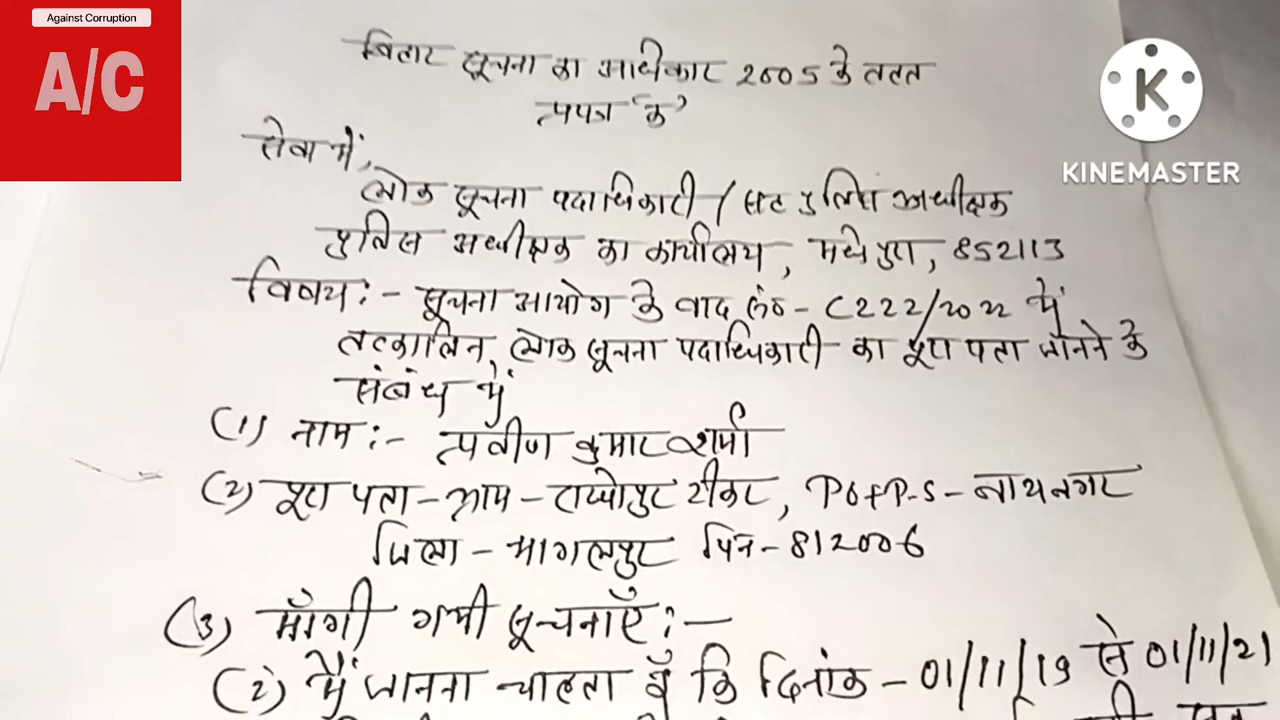 Against Corruption
A/C
K
KINEMASTER
बिहार सूचना का अधिकार 2005 के तहत
प्रपत्र 'क'
सेवा में,
लोक सूचना पदाधिकारी / सह पुलिस अधीक्षक
पुलिस अधीक्षक का कार्यालय, मधेपुरा, 852113
विषय:- सूचना आयोग के वाद सं०- C222/2022 में
तत्कालिन लोक सूचना पदाधिकारी का पूरा पता जानने के
संबंध में
(1) नाम:- प्रवीण कुमार शर्मा
(2) पूरा पता - ग्राम - टीकर, PO+P.S - नाथनगर
जिला - भागलपुर पिन - 812006
(3) माँगी गयी सूचनाएँ:-
(i) मैं जानना चाहता हूँ कि दिनांक - 01/11/19 से 01/11/21